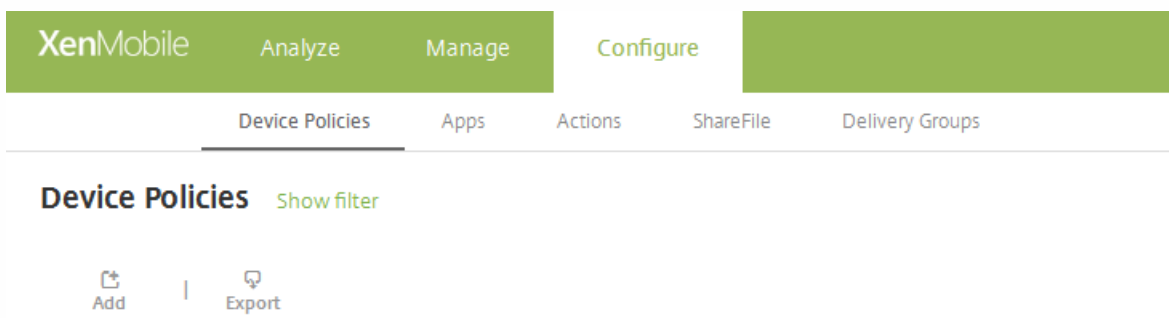 XenMobile Analyze Manage Configure
Device Policies Apps Actions ShareFile Delivery Groups
Device Policies Show filter
Add | Export